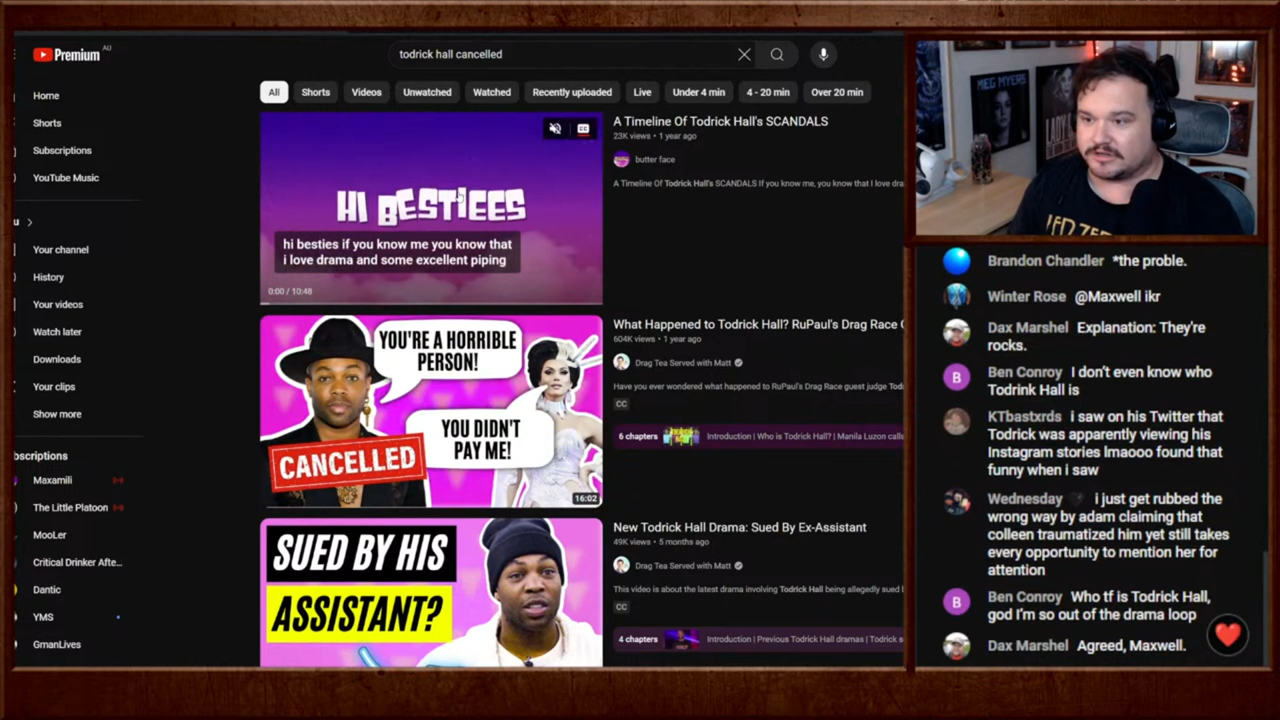 Premium AU
todrick hall cancelled
All Shorts Videos Unwatched Watched Recently uploaded Live Under 4 min 4 - 20 min Over 20 min
Home
Shorts
Subscriptions
YouTube Music
Your channel
History
Your videos
Watch later
Downloads
Your clips
Show more
bscriptions
Maxamili
The Little Platoon
MooLer
Critical Drinker Afte...
Dantic
YMS
GmanLives
CC
HI BESTIEES
hi besties if you know me you know that
i love drama and some excellent piping
0:00 / 10:48
A Timeline Of Todrick Hall's SCANDALS
23K views • 1 year ago
butter face
A Timeline Of Todrick Hall's SCANDALS If you know me, you know that I love dra
YOU'RE A HORRIBLE
PERSON!
YOU DIDN'T
PAY ME!
CANCELLED
16:02
What Happened to Todrick Hall? RuPaul's Drag Race
604K views • 1 year ago
Drag Tea Served with Matt
Have you ever wondered what happened to RuPaul's Drag Race guest judge Tod
CC
6 chapters Introduction | Who is Todrick Hall? | Manila Luzon calls
SUED BY HIS
ASSISTANT?
New Todrick Hall Drama: Sued By Ex-Assistant
49K views • 5 months ago
Drag Tea Served with Matt
This video is about the latest drama involving Todrick Hall being allegedly sued
CC
4 chapters Introduction | Previous Todrick Hall dramas | Todrick s
MEG MYERS
LADY
LED ZE
Brandon Chandler *the proble.
Winter Rose @Maxwell ikr
Dax Marshel Explanation: They're
rocks.
B
Ben Conroy I don't even know who
Todrink Hall is
KTbastxrds i saw on his Twitter that
Todrick was apparently viewing his
Instagram stories lmaooo found that
funny when i saw
Wednesday 🖤 i just get rubbed the
wrong way by adam claiming that
colleen traumatized him yet still takes
every opportunity to mention her for
attention
B
Ben Conroy Who tf is Todrick Hall,
god I'm so out of the drama loop
Dax Marshel Agreed, Maxwell.